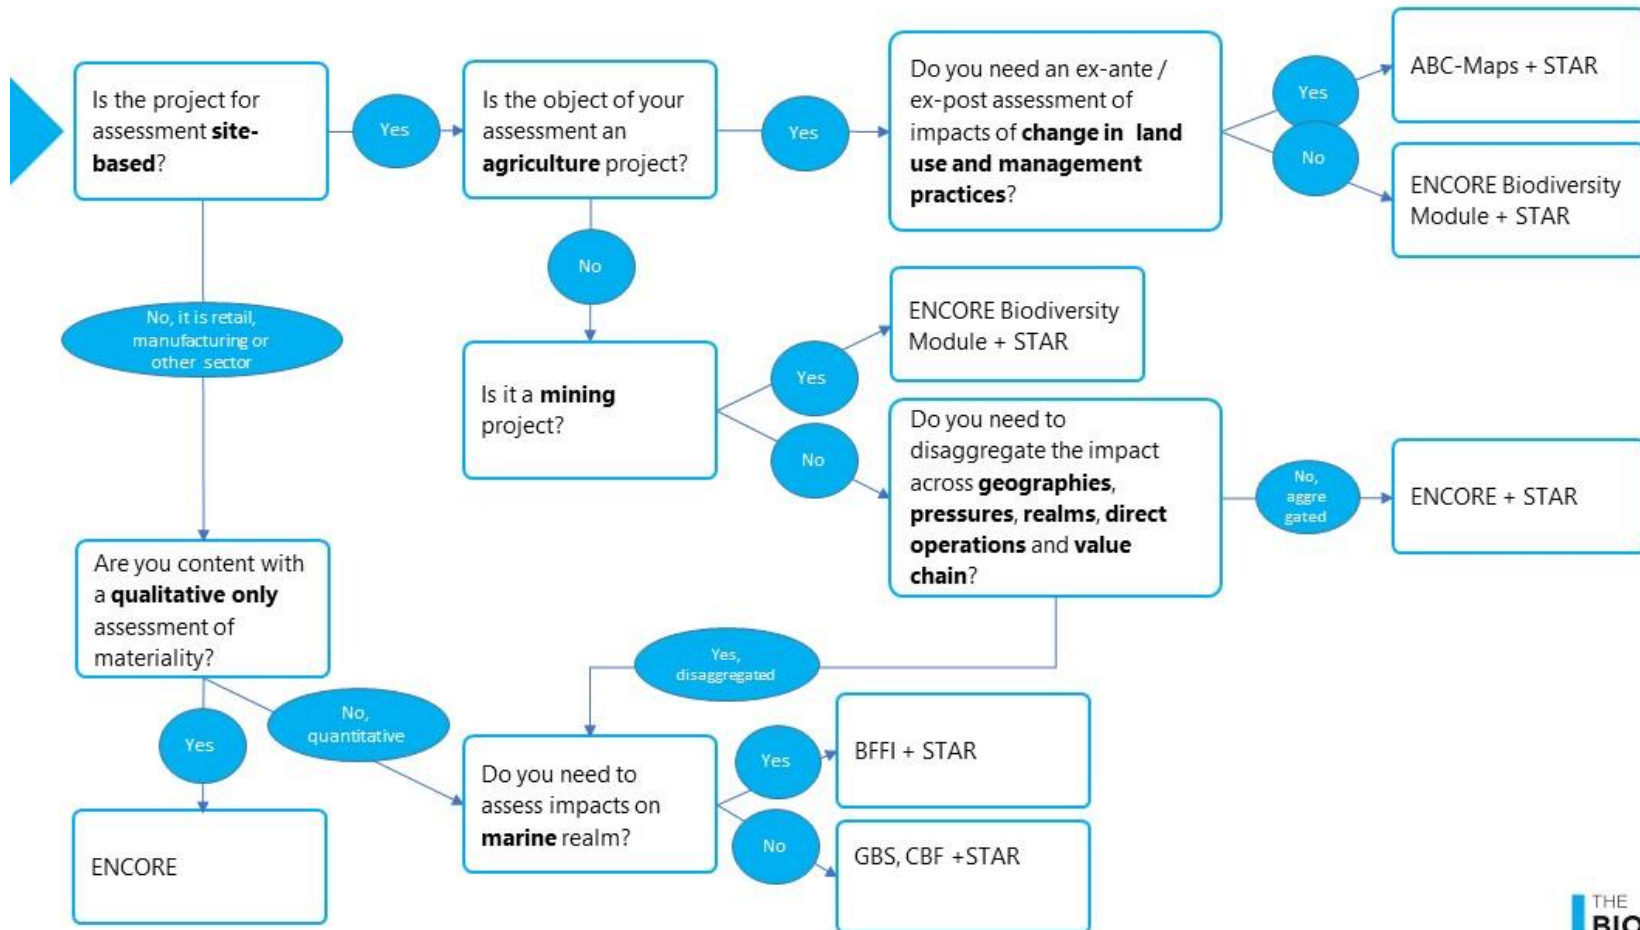 Is the project for
assessment site-
based?
Yes
Is the object of your
assessment an
agriculture project?
Yes
Do you need an ex-ante /
ex-post assessment of
impacts of change in land
use and management
practices?
Yes
ABC-Maps + STAR
No
ENCORE Biodiversity
Module + STAR
No
No, it is retail,
manufacturing or
other sector
Is it a mining
project?
Yes
ENCORE Biodiversity
Module + STAR
No
Do you need to
disaggregate the impact
across geographies,
pressures, realms, direct
operations and value
chain?
No,
aggre
gated
ENCORE + STAR
Are you content with
a qualitative only
assessment of
materiality?
Yes,
disaggregated
Yes
No,
quantitative
ENCORE
Do you need to
assess impacts on
marine realm?
Yes
BFFI + STAR
No
GBS, CBF +STAR
THE
BIO